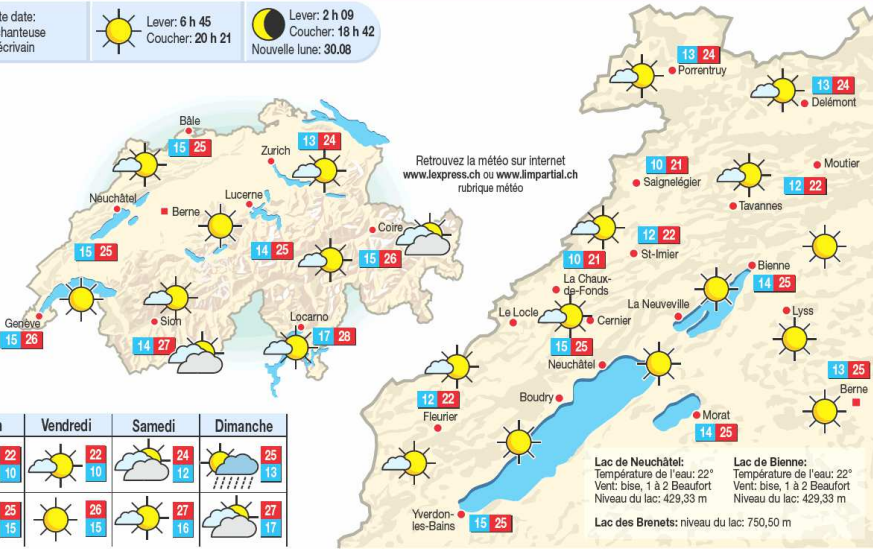 te date:
chanteuse
écrivain
Lever: 6 h 45
Coucher: 20 h 21
Lever: 2 h 09
Coucher: 18 h 42
Nouvelle lune: 30.08
Bâle
15 25
Zurich
13 24
Neuchâtel
15 25
Berne
Lucerne
14 25
Coire
15 26
Genève
15 26
Sion
14 27
Locarno
17 28
Retrouvez la météo sur internet
www.lexpress.ch ou www.limpartial.ch
rubrique météo
13 24
Porrentruy
13 24
Delémont
10 21
Saignelégier
Moutier
12 22
Tavannes
12 22
St-Imier
10 21
La Chaux-
de-Fonds
Bienne
14 25
La Neuveville
Le Locle
Cernier
Lyss
15 25
Neuchâtel
13 25
Berne
12 22
Fleurier
Boudry
Morat
14 25
Yverdon-
les-Bains
15 25
Lac de Neuchâtel:
Température de l'eau: 22°
Vent: bise, 1 à 2 Beaufort
Niveau du lac: 429,33 m
Lac de Bienne:
Température de l'eau: 22°
Vent: bise, 1 à 2 Beaufort
Niveau du lac: 429,33 m
Lac des Brenets: niveau du lac: 750,50 m
Vendredi Samedi Dimanche
22 22 24 25
10 10 12 13
25 26 27 27
15 15 16 17